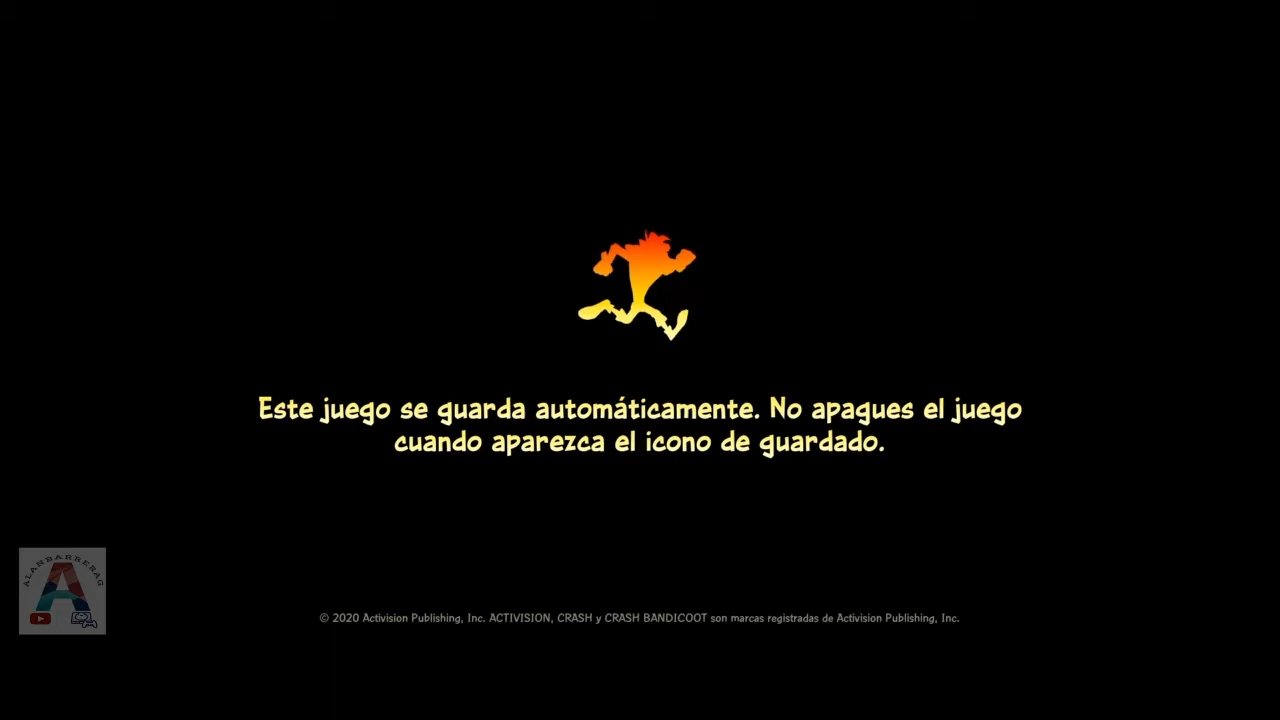 Este juego se guarda automáticamente. No apagues el juego
cuando aparezca el icono de guardado.
ALANBARRERAG
A
© 2020 Activision Publishing, Inc. ACTIVISION, CRASH y CRASH BANDICOOT son marcas registradas de Activision Publishing, Inc.